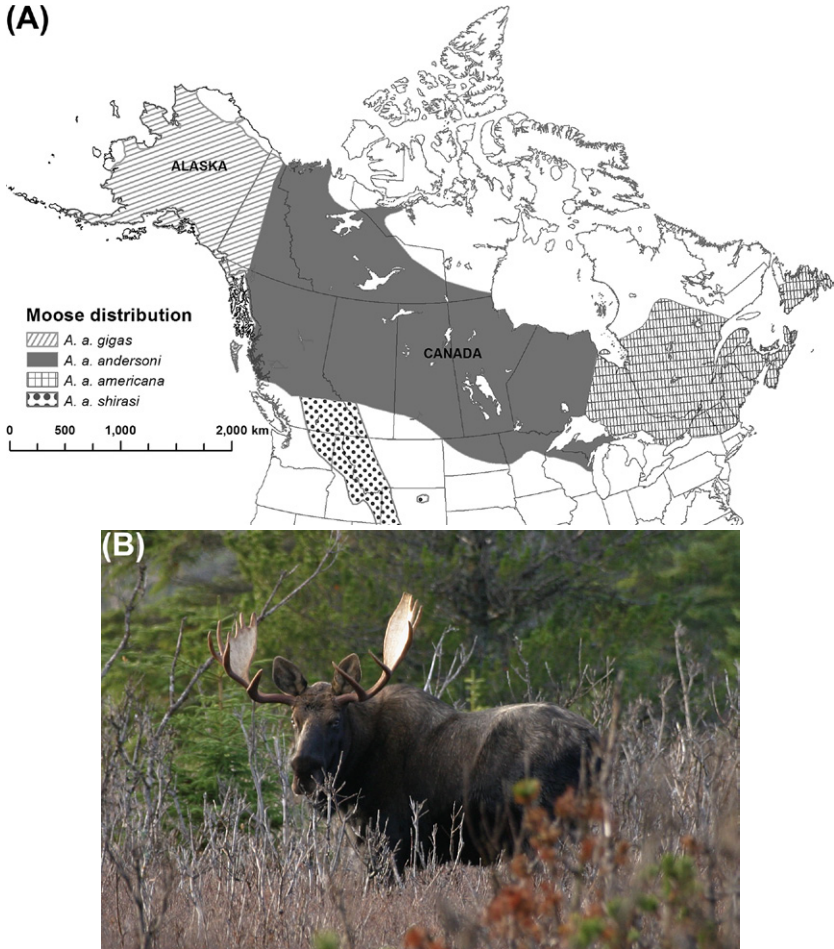 (A)
ALASKA
CANADA
Moose distribution
A. a. gigas
A. a. andersoni
A. a. americana
A. a. shirasi
0 500 1,000 2,000 km
(B)